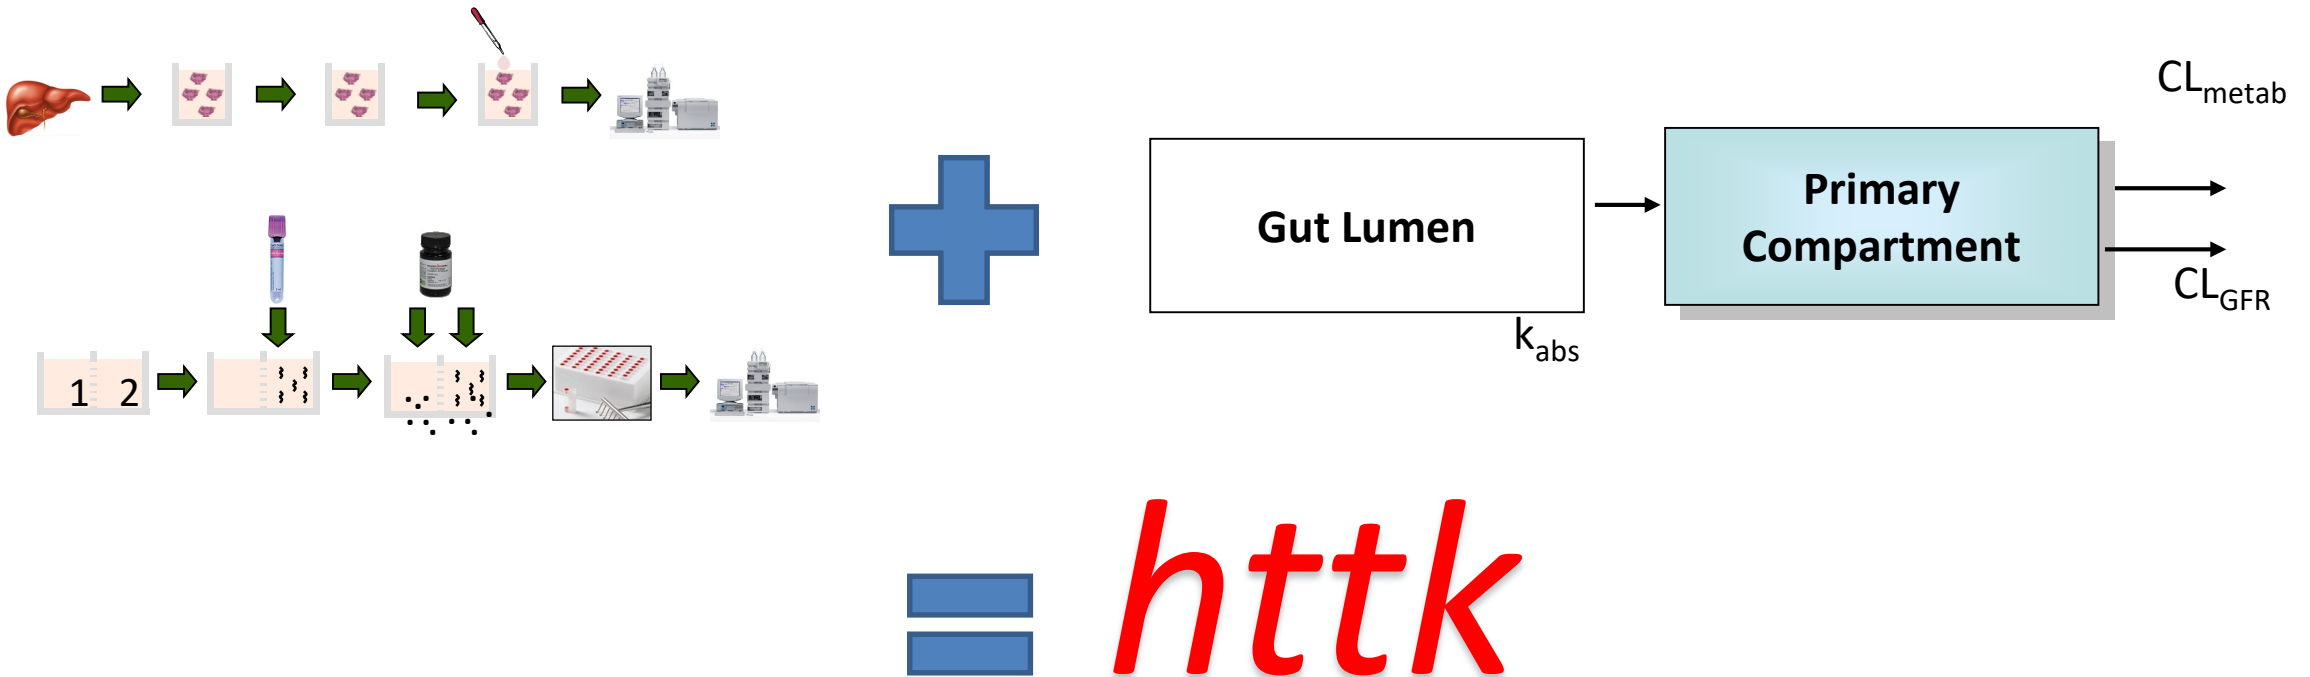 CLmetab
Gut Lumen
Primary
Compartment
CLGFR
kabs
1 2
httk